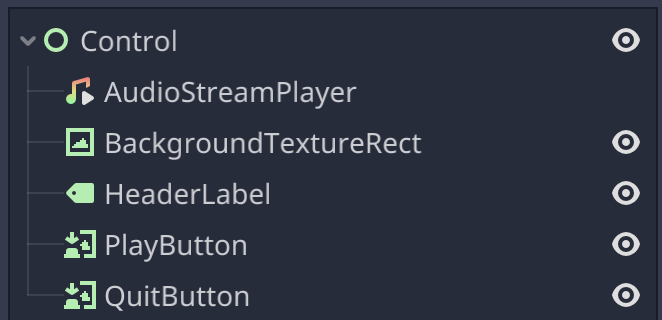 Control
AudioStreamPlayer
BackgroundTextureRect
HeaderLabel
PlayButton
QuitButton